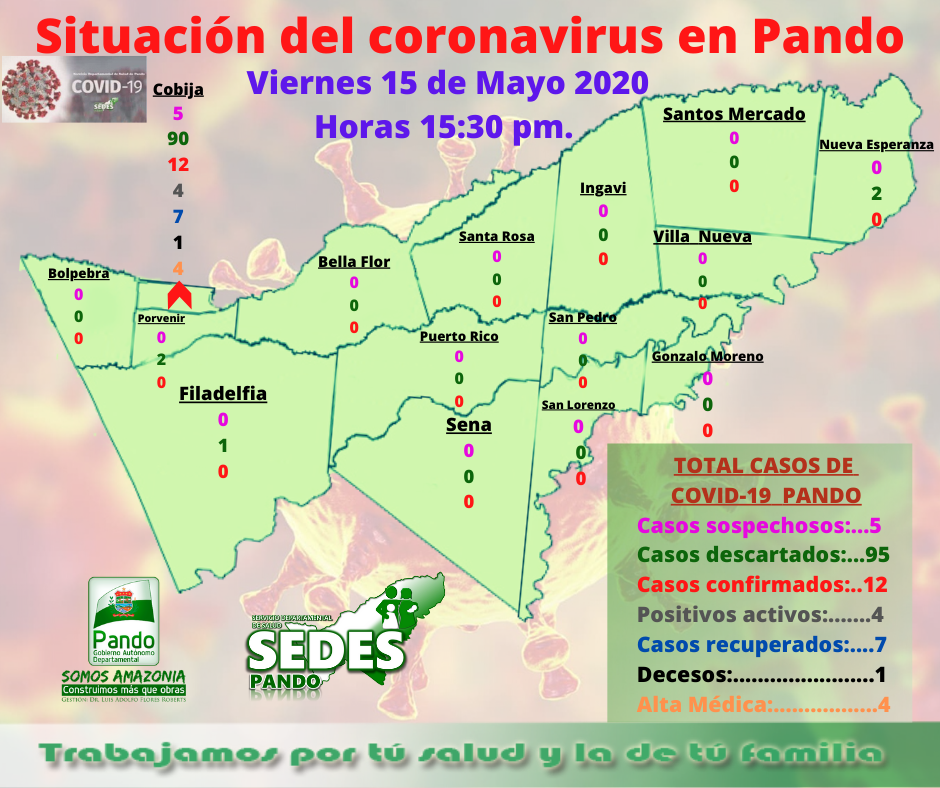 Situación del coronavirus en Pando
Viernes 15 de Mayo 2020
Horas 15:30 pm.
COVID-19
SEDES
Cobija
5
90
12
4
7
1
4
Santos Mercado
0
0
0
Nueva Esperanza
0
2
0
Ingavi
0
0
0
Villa Nueva
0
0
0
Santa Rosa
0
0
0
Bella Flor
0
0
0
Bolpebra
0
0
0
Porvenir
0
2
0
San Pedro
0
0
0
Puerto Rico
0
0
0
Gonzalo Moreno
0
0
0
Filadelfia
0
1
0
San Lorenzo
0
0
0
Sena
0
0
0
TOTAL CASOS DE
COVID-19 PANDO
Casos sospechosos:...5
Casos descartados:...95
Casos confirmados:..12
Positivos activos:.......4
Casos recuperados:....7
Decesos:.......................1
Alta Médica:.................4
Pando
Gobierno Autónomo
Departamental
SOMOS AMAZONIA
Construimos más que obras
GESTIÓN: DR. LUIS ADOLFO FLORES ROBERTS
SERVICIO DEPARTAMENTAL
DE SALUD
SEDES
PANDO
Trabajamos por tú salud y la de tú familia